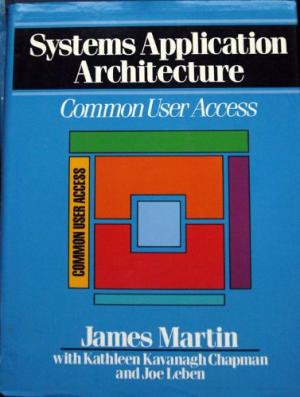 Systems Application
Architecture
Common User Access
COMMON USER ACCESS
James Martin
with Kathleen Kavanagh Chapman
and Joe Leben